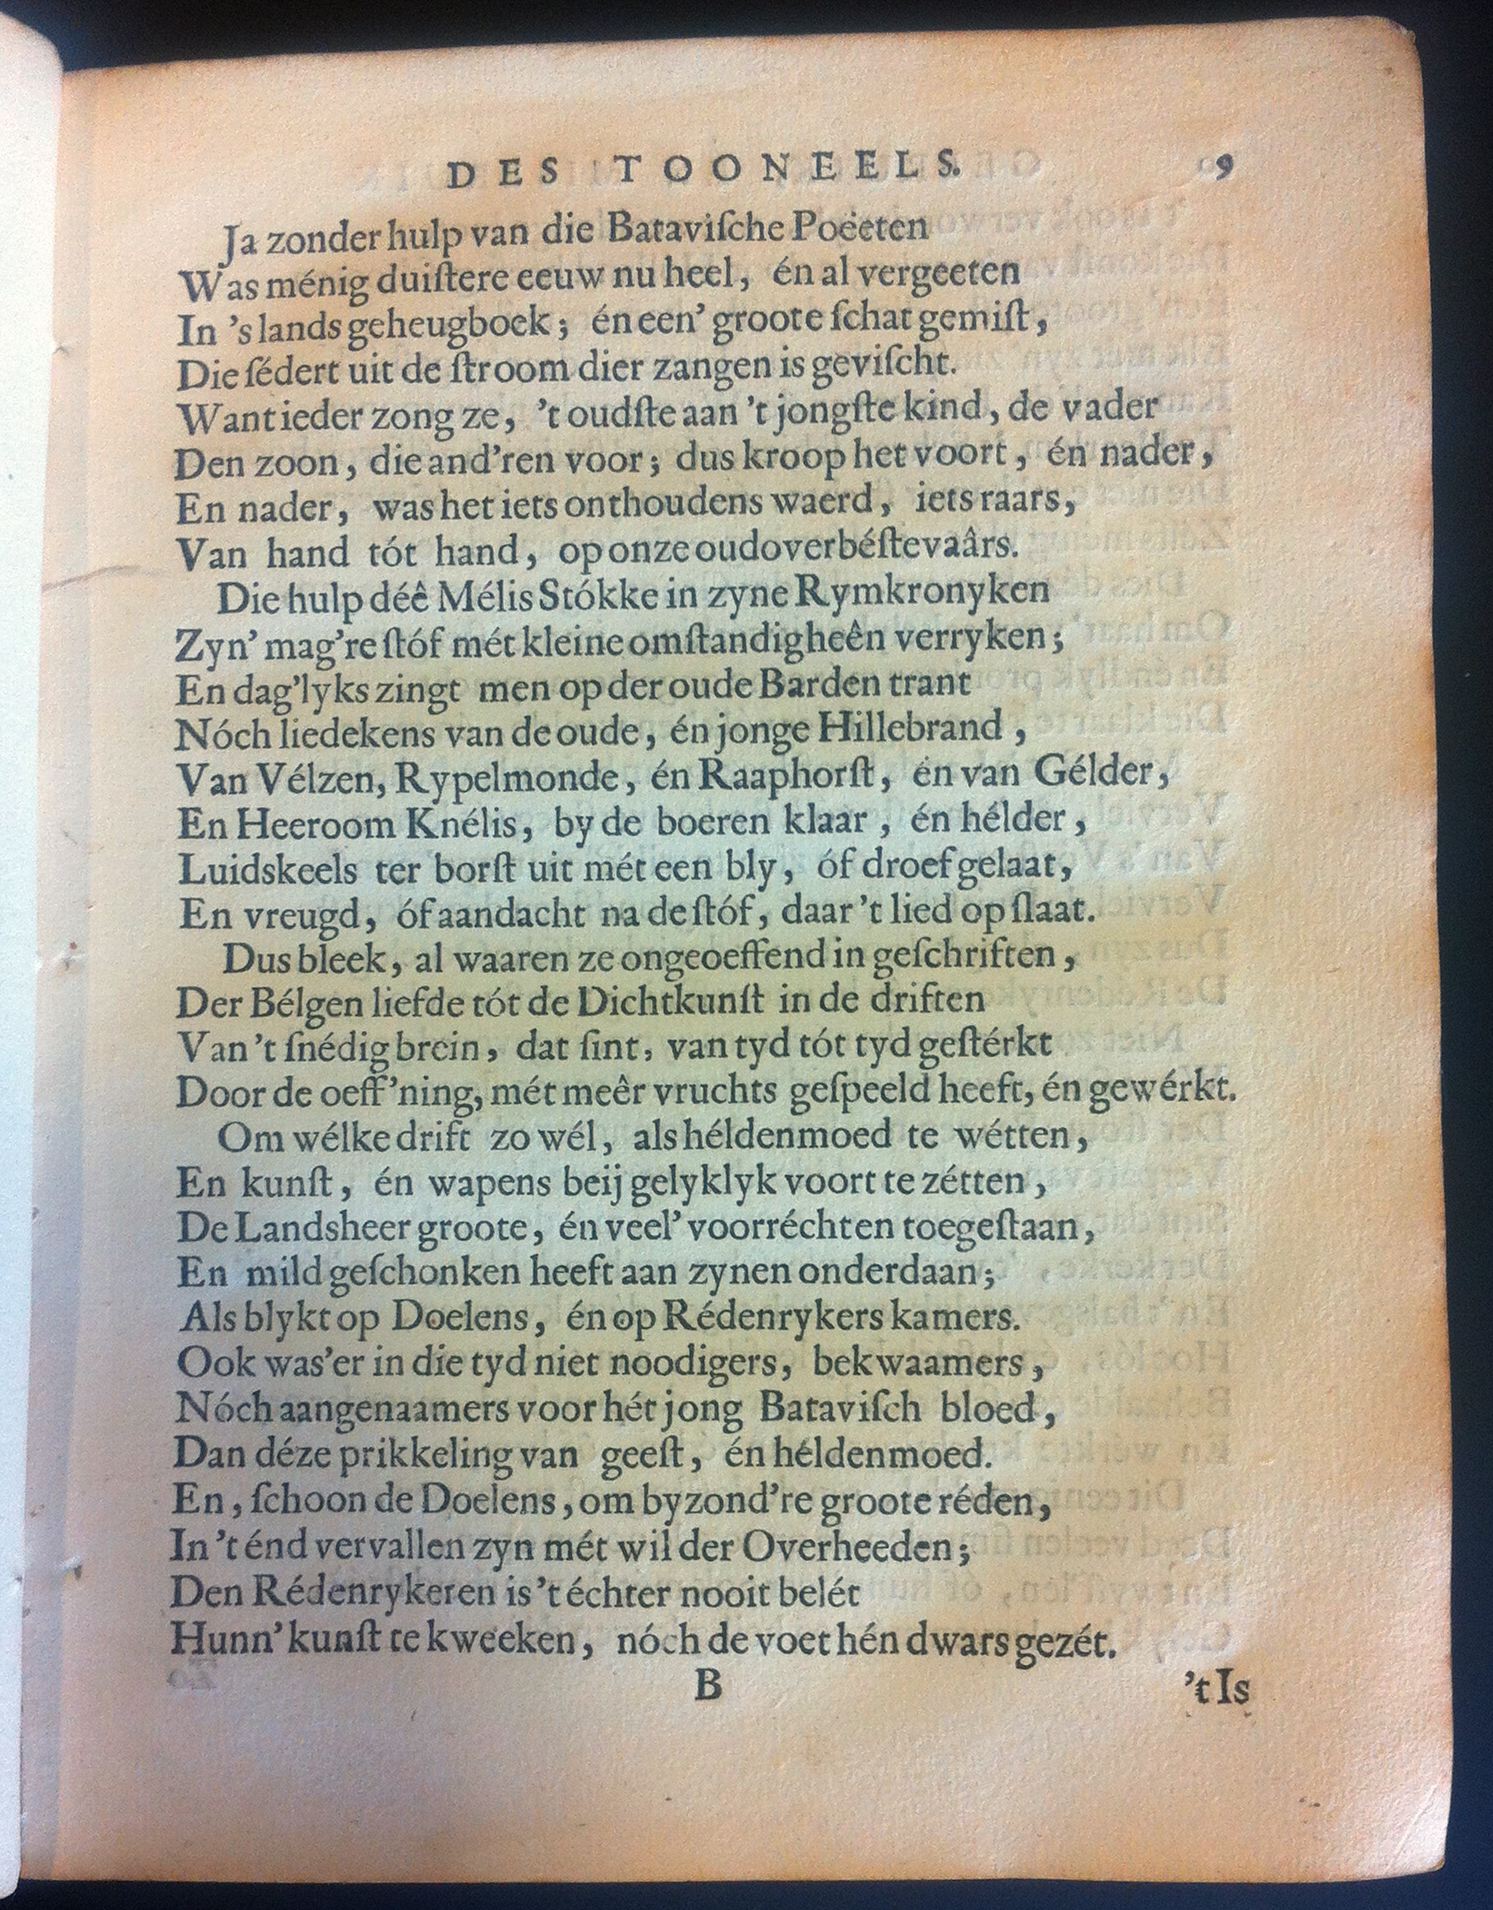 DES TOONEELS. 9
Ja zonder hulp van die Bataviſche Poëeten
Was ménig duiſtere eeuw nu heel, én al vergeeten
In 's lands geheugboek; én een' groote ſchat gemiſt,
Die ſédert uit de ſtroom dier zangen is geviſcht.
Want ieder zong ze, 't oudſte aan 't jongſte kind, de vader
Den zoon, die and'ren voor; dus kroop het voort, én nader,
En nader, was het iets onthoudens waerd, iets raars,
Van hand tót hand, op onze oudoverbéſtevaârs.
Die hulp déê Mélis Stókke in zyne Rymkronyken
Zyn' mag're ſtóf mét kleine omſtandigheên verryken;
En dag'lyks zingt men op der oude Barden trant
Nóch liedekens van de oude, én jonge Hillebrand,
Van Vélzen, Rypelmonde, én Raaphorſt, én van Gélder,
En Heeroom Knélis, by de boeren klaar, én hélder,
Luidskeels ter borſt uit mét een bly, óf droef gelaat,
En vreugd, óf aandacht na de ſtóf, daar 't lied op ſlaat.
Dus bleek, al waaren ze ongeoeffend in geſchriften,
Der Bélgen liefde tót de Dichtkunſt in de driften
Van 't ſnédig brein, dat ſint, van tyd tót tyd geſtérkt
Door de oeff'ning, mét meêr vruchts geſpeeld heeft, én gewérkt.
Om wélke drift zo wél, als héldenmoed te wétten,
En kunſt, én wapens beij gelyklyk voort te zétten,
De Landsheer groote, én veel' voorréchten toegeſtaan,
En mild geſchonken heeft aan zynen onderdaan;
Als blykt op Doelens, én op Rédenrykers kamers.
Ook was'er in die tyd niet noodigers, bekwaamers,
Nóch aangenaamers voor hét jong Bataviſch bloed,
Dan déze prikkeling van geeſt, én héldenmoed.
En, ſchoon de Doelens, om byzond're groote réden,
In 't énd vervallen zyn mét wil der Overheeden;
Den Rédenrykeren is 't échter nooit belét
Hunn' kunſt te kweeken, nóch de voet hén dwars gezét.
B 't Is